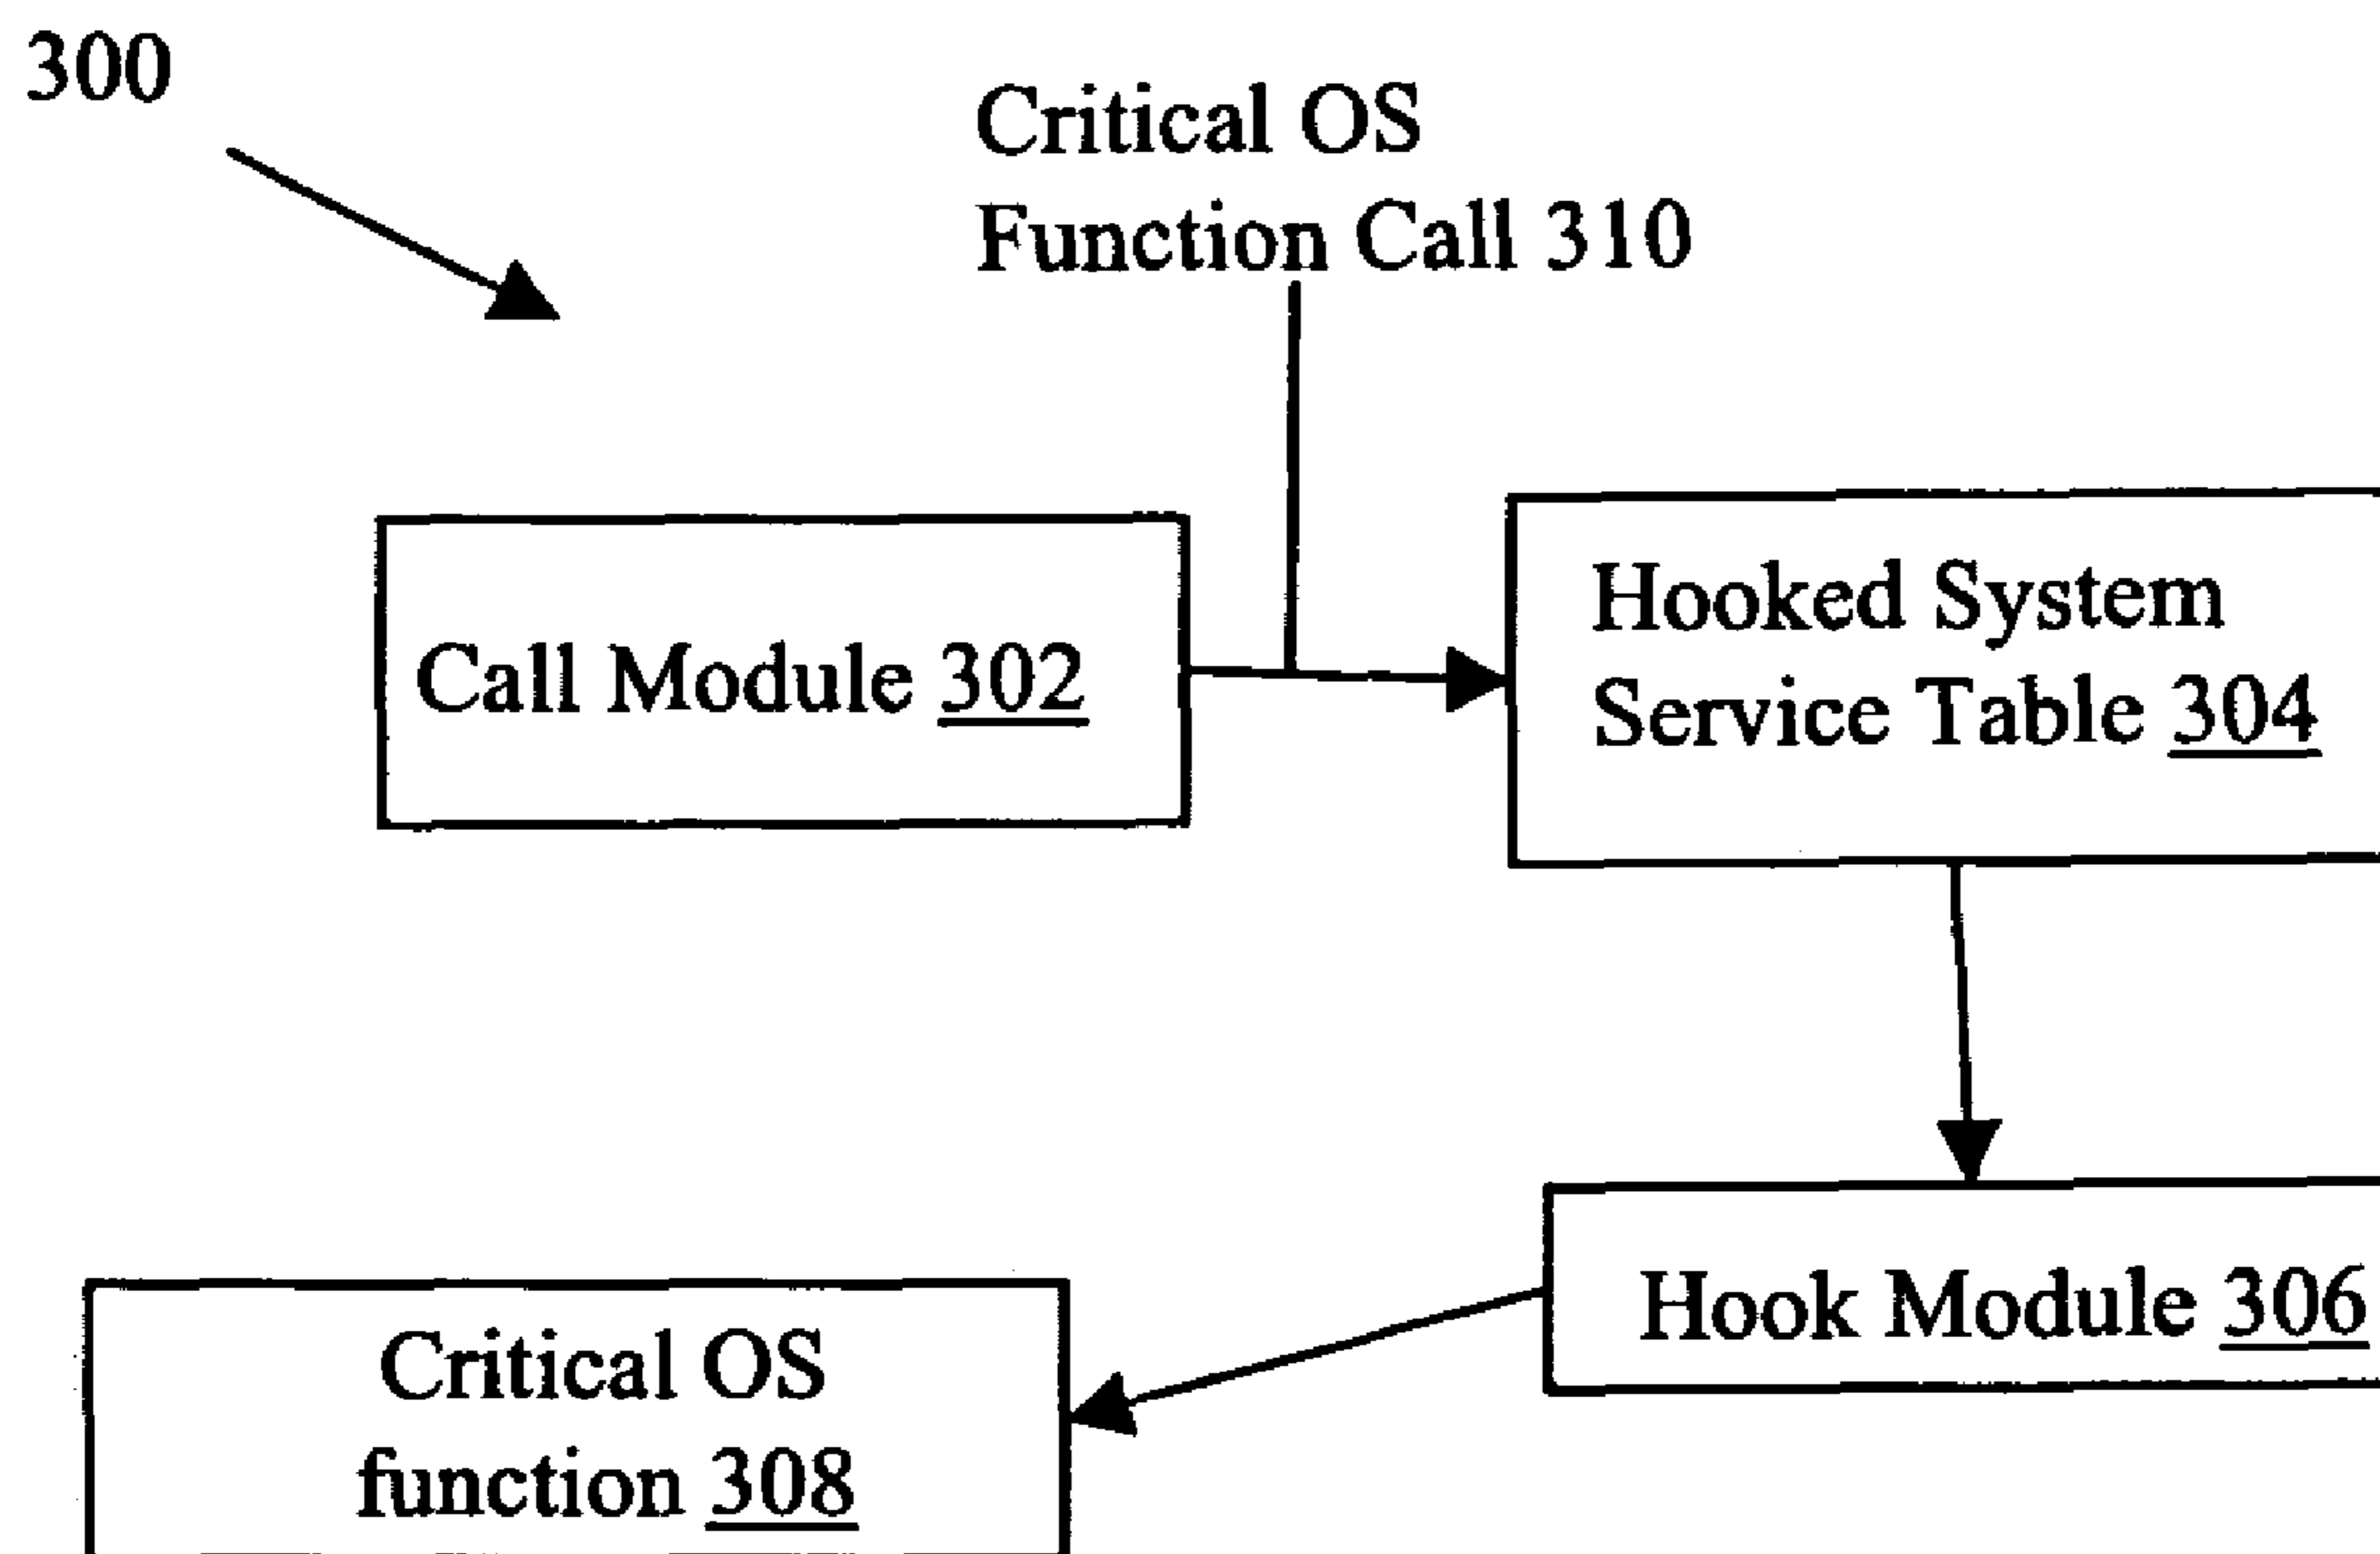 300
Critical OS
Function Call 310
Call Module 302
Hooked System
Service Table 304
Hook Module 306
Critical OS
function 308